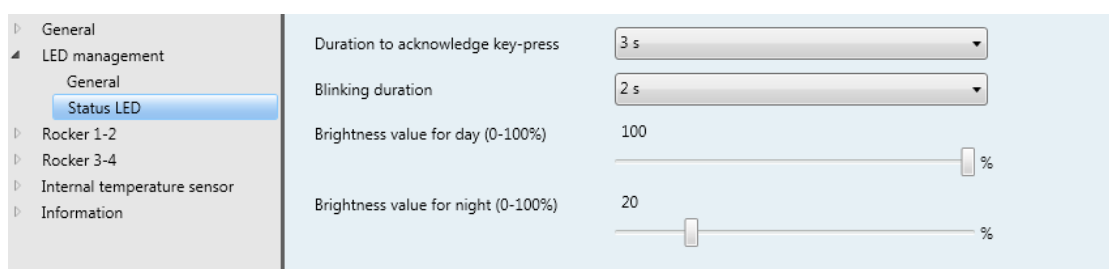 General
LED management
General
Status LED
Rocker 1-2
Rocker 3-4
Internal temperature sensor
Information
Duration to acknowledge key-press 3 s
Blinking duration 2 s
Brightness value for day (0-100%) 100
%
Brightness value for night (0-100%) 20
%